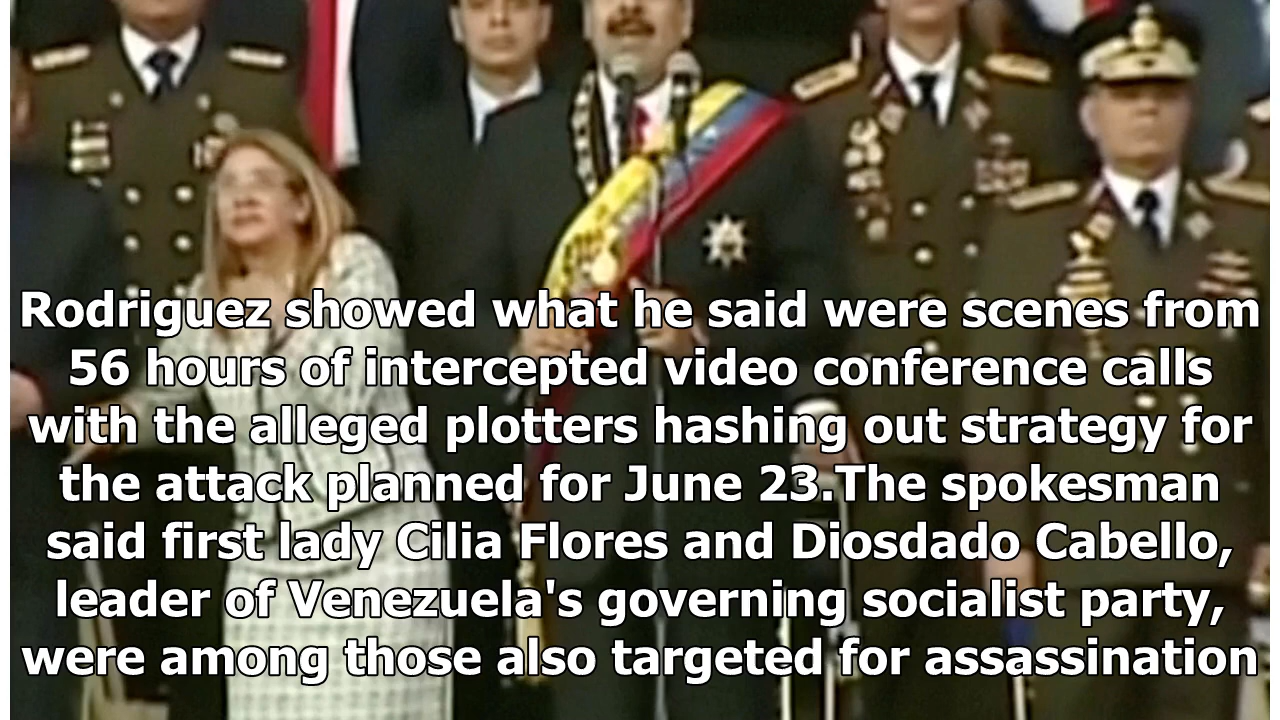 Rodriguez showed what he said were scenes from
56 hours of intercepted video conference calls
with the alleged plotters hashing out strategy for
the attack planned for June 23.The spokesman
said first lady Cilia Flores and Diosdado Cabello,
leader of Venezuela's governing socialist party,
were among those also targeted for assassination